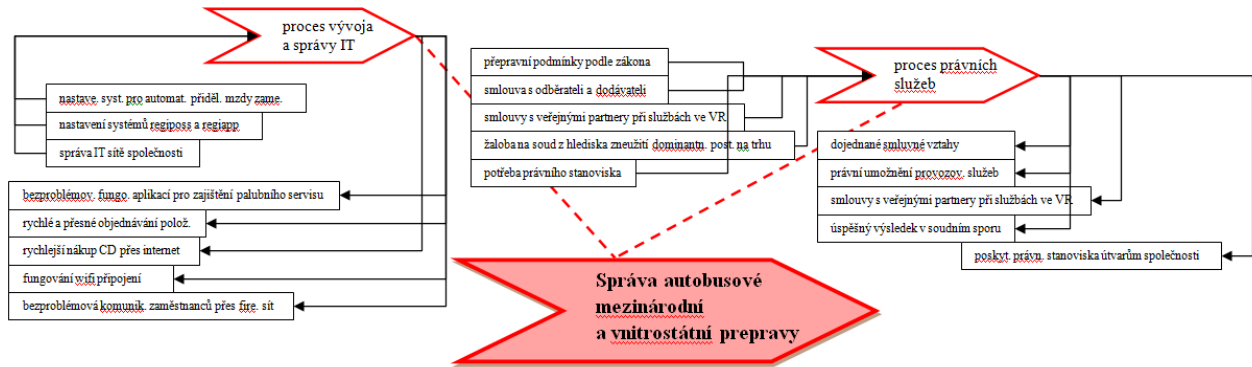 proces vývoja
a správy IT
nastave. syst. pro automat. přiděl. mzdy zame.
nastavení systémů regiposs a regiapp
správa IT sítě společnosti
bezproblémov. fungo. aplikací pro zajištění palubního servisu
rychlé a přesné objednávání polož.
rychlejší nákup CD přes internet
fungování wifi připojení
bezproblémová komunik. zaměstnanců přes fire. sít
přepravní podmínky podle zákona
smlouva s odběrateli a dodávateli
smlouvy s veřejnými partnery při službách ve VR
žaloba na soud z hlediska zneužití dominantn. post. na trhu
potřeba právního stanoviska
proces právních
služeb
dojednané smluvné vztahy
právní umožnění provozov. služeb
smlouvy s veřejnými partnery při službách ve VR
úspěšný výsledek v soudním sporu
poskyt. právn. stanoviska útvarům společnosti
Správa autobusové
mezinárodní
a vnitrostátní prepravy